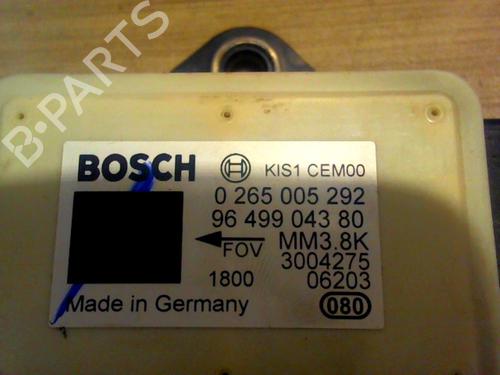 B-PARTS
BOSCH KIS1 CEM00
0 265 005 292
96 499 043 80
MM3.8K
FOV
3004275
1800 06203
Made in Germany 080